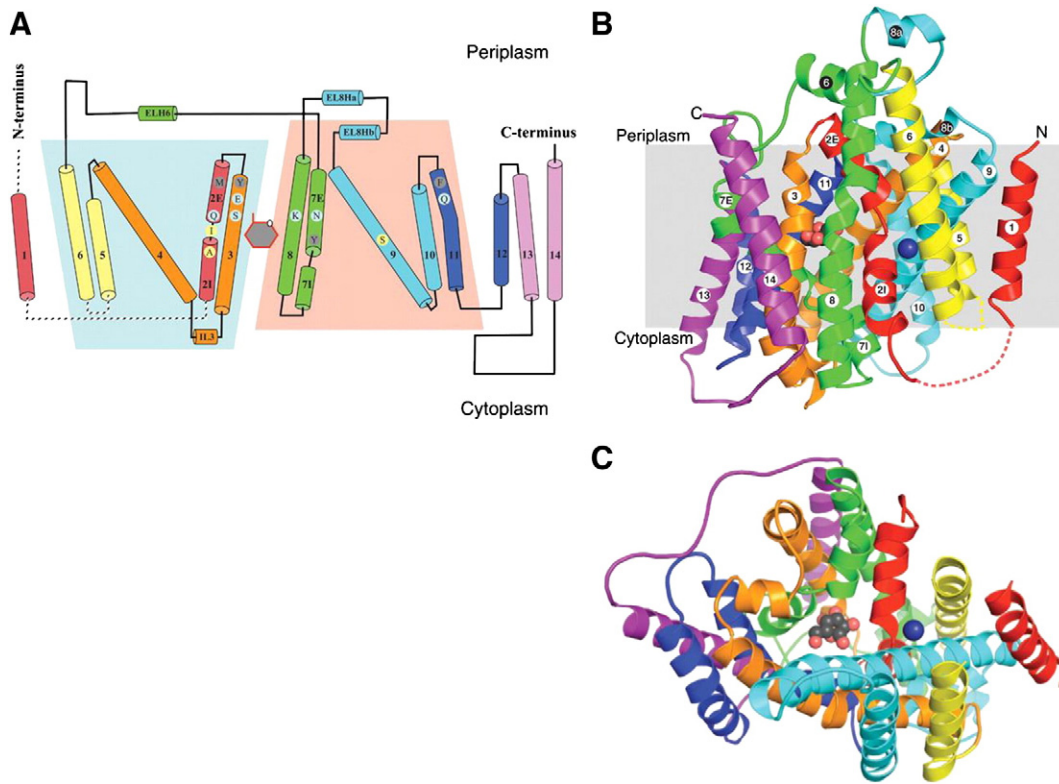 A
Periplasm
N-terminus
ELH6
EL8Ha
EL8Hb
C-terminus
M
2E
Q
I
A
2I
Y
E
S
3
K
8
7E
N
Y
7I
S
9
10
F
Q
11
12
13
14
1
6
5
4
IL3
Cytoplasm
B
8a
6
C
Periplasm
2E
6
8b
4
N
9
3
11
7E
1
5
12
14
2I
13
8
10
Cytoplasm
7I
C